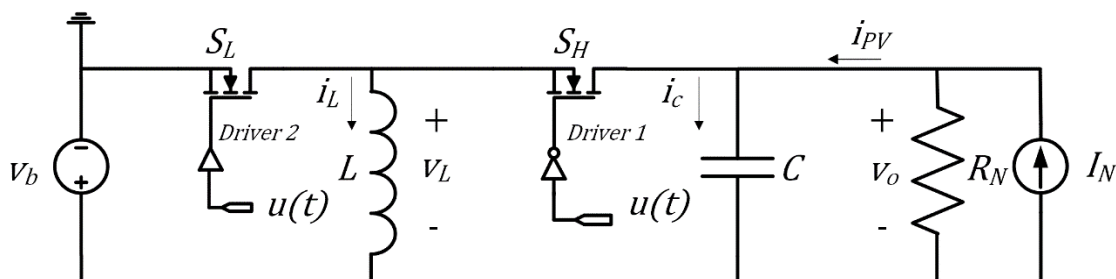 S_L
S_H
i_PV
i_L
i_c
Driver 2
Driver 1
+
+
-
+
v_b
L
v_L
C
v_o
R_N
I_N
u(t)
-
u(t)
-